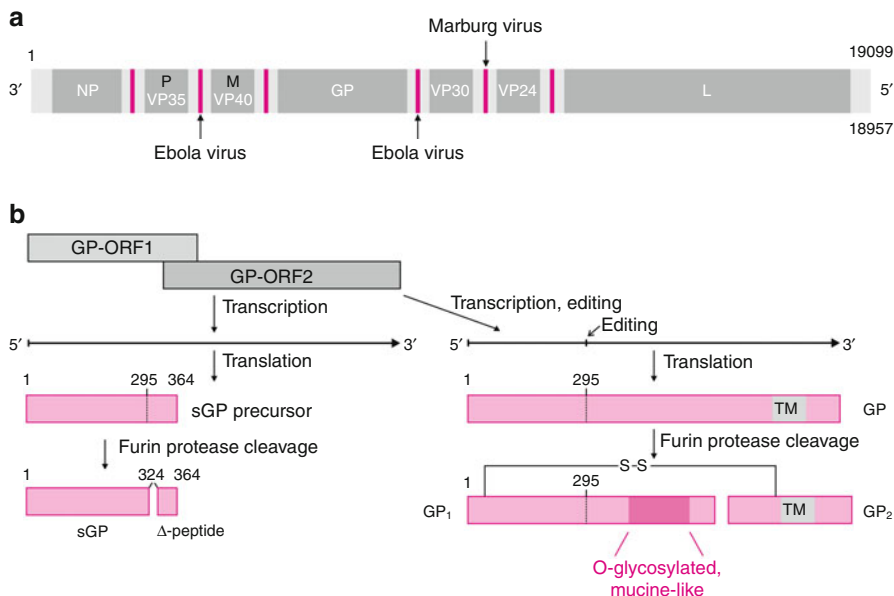 a
Marburg virus
1
19099
3′ NP P VP35 M VP40 GP VP30 VP24 L 5′
18957
Ebola virus Ebola virus
b
GP-ORF1
GP-ORF2
Transcription
Transcription, editing
Editing
5′ 3′
5′ 3′
Translation
Translation
1 295 364
sGP precursor
1 295
TM GP
Furin protease cleavage
Furin protease cleavage
1 324 364
sGP Δ-peptide
S-S
1 295
GP₁ TM GP₂
O-glycosylated,
mucine-like